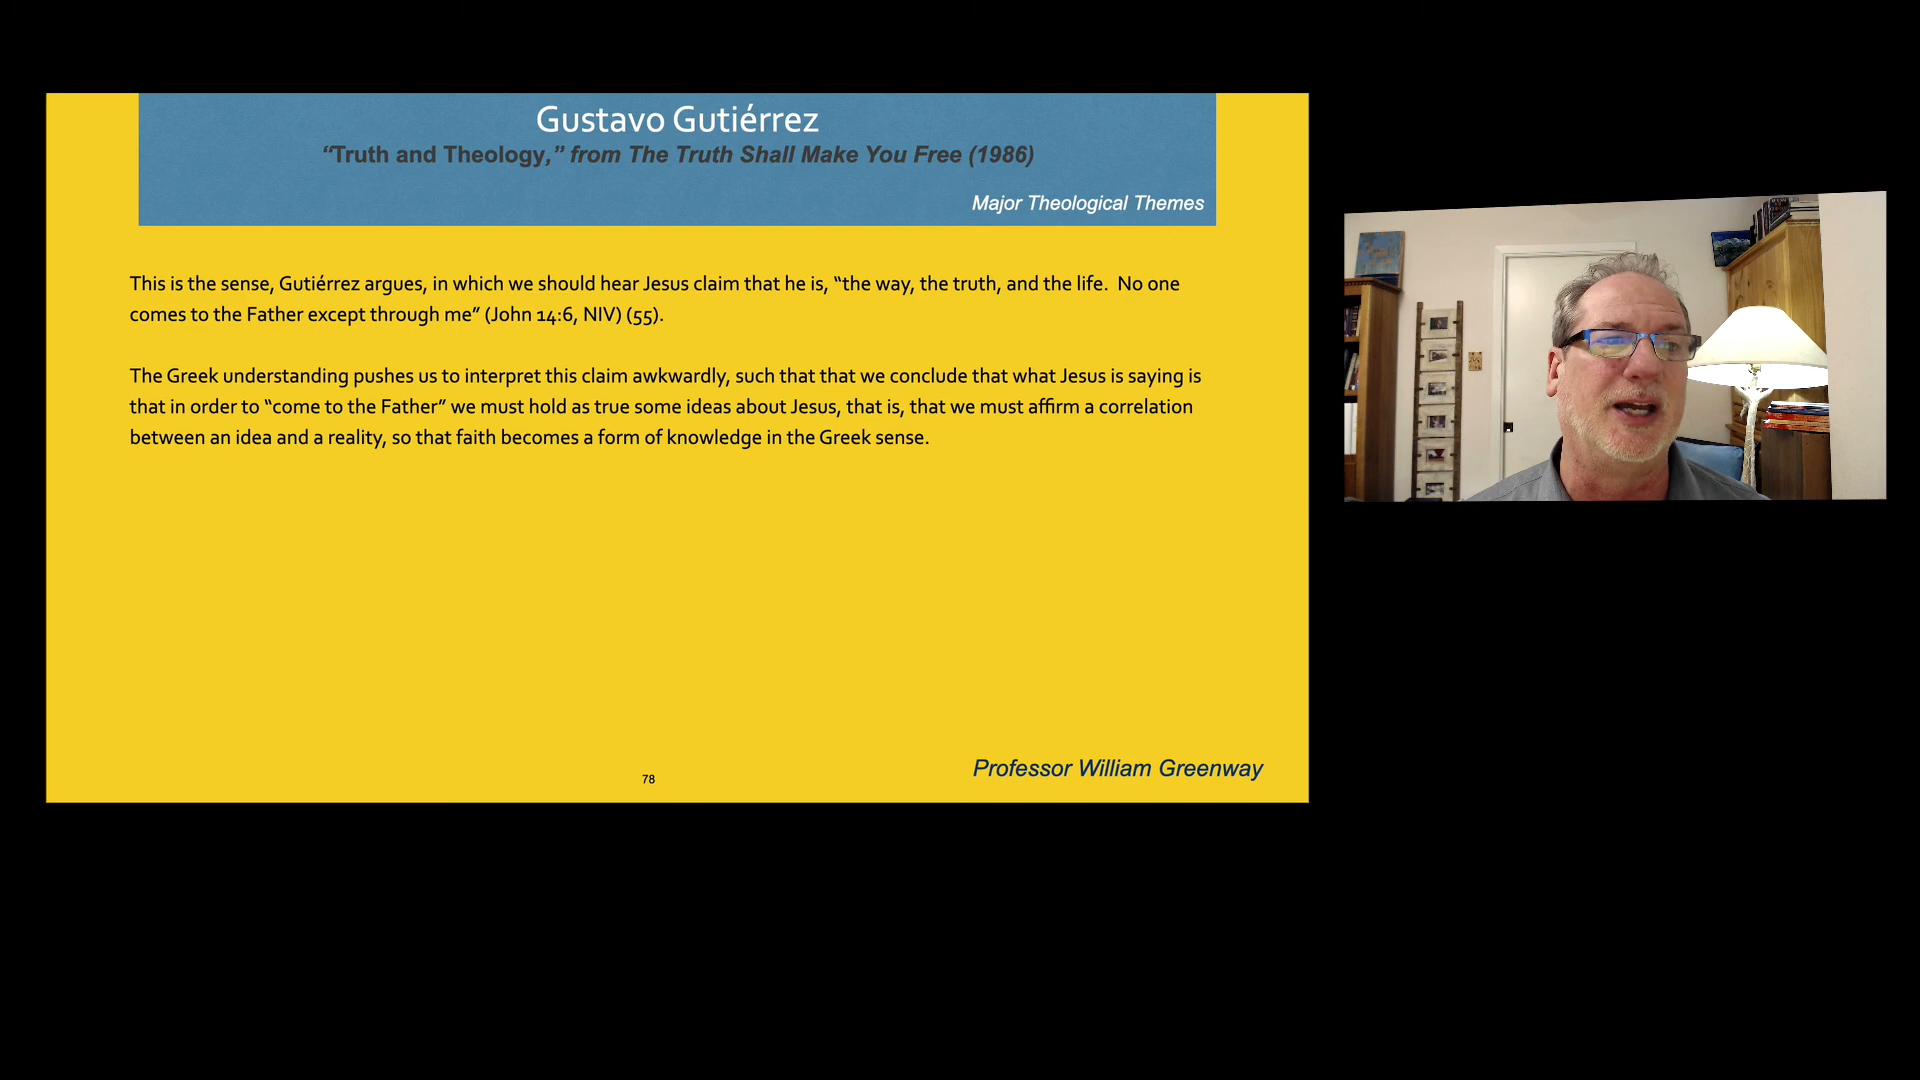 Gustavo Gutiérrez
“Truth and Theology,” from The Truth Shall Make You Free (1986)
Major Theological Themes
This is the sense, Gutiérrez argues, in which we should hear Jesus claim that he is, “the way, the truth, and the life.  No one
comes to the Father except through me” (John 14:6, NIV) (55).
The Greek understanding pushes us to interpret this claim awkwardly, such that that we conclude that what Jesus is saying is
that in order to “come to the Father” we must hold as true some ideas about Jesus, that is, that we must affirm a correlation
between an idea and a reality, so that faith becomes a form of knowledge in the Greek sense.
78
Professor William Greenway